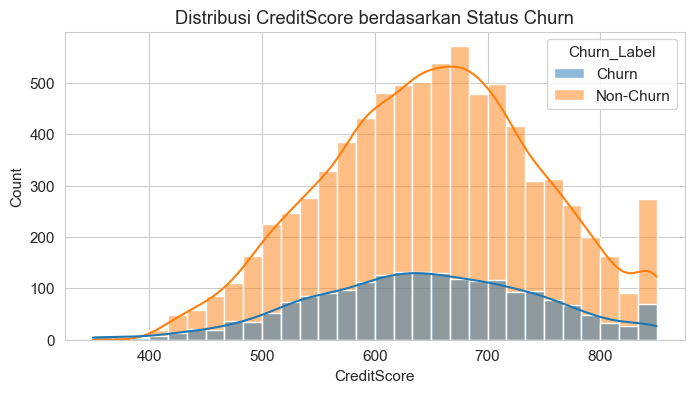 Distribusi CreditScore berdasarkan Status Churn
Churn_Label
Churn
Non-Churn
Count
500
400
300
200
100
0
400
500
600
700
800
CreditScore